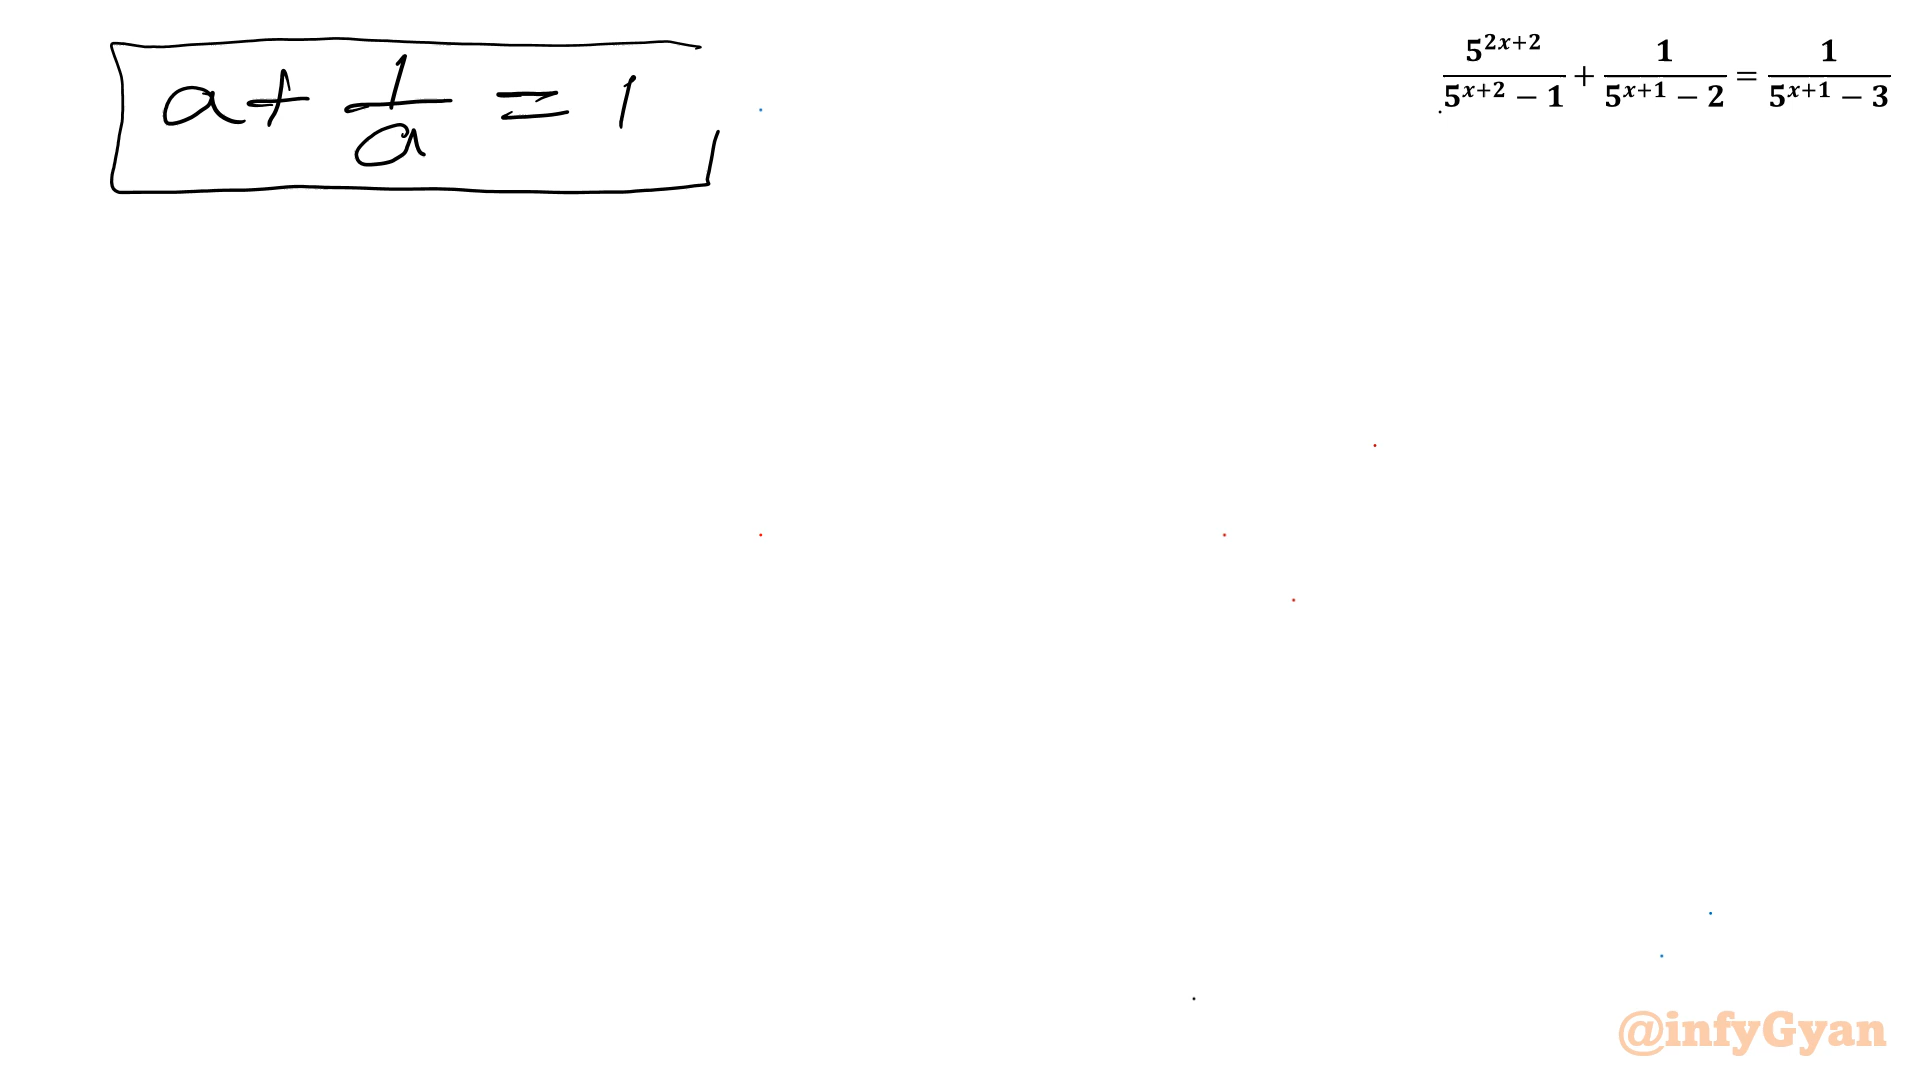 a + 1/a = 1
5^{2x+2}/(5^{x+2} − 1) + 1/(5^{x+1} − 2) = 1/(5^{x+1} − 3)
@infyGyan